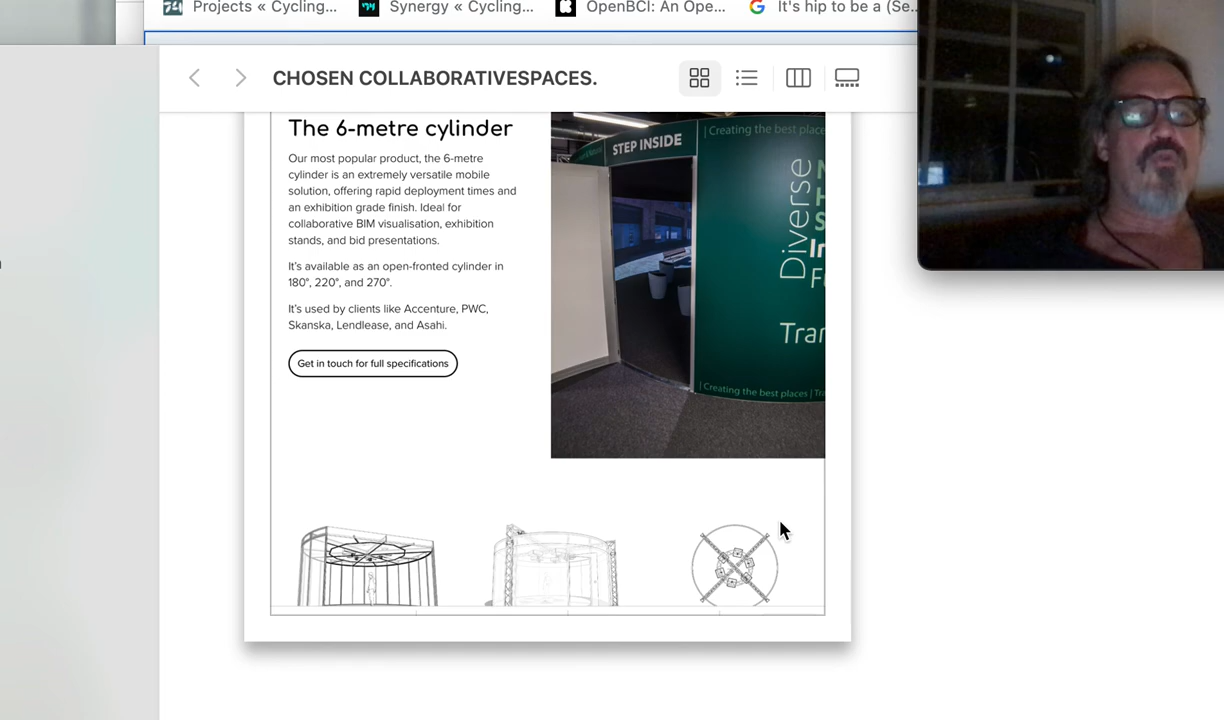 Projects « Cycling...
Synergy « Cycling...
OpenBCI: An Ope...
It's hip to be a (Se...
CHOSEN COLLABORATIVESPACES.
The 6-metre cylinder
Our most popular product, the 6-metre
cylinder is an extremely versatile mobile
solution, offering rapid deployment times and
an exhibition grade finish. Ideal for
collaborative BIM visualisation, exhibition
stands, and bid presentations.
It's available as an open-fronted cylinder in
180°, 220°, and 270°.
It's used by clients like Accenture, PWC,
Skanska, Lendlease, and Asahi.
Get in touch for full specifications
STEP INSIDE
| Creating the best place
Diverse
Tran
| Creating the best places | Tra